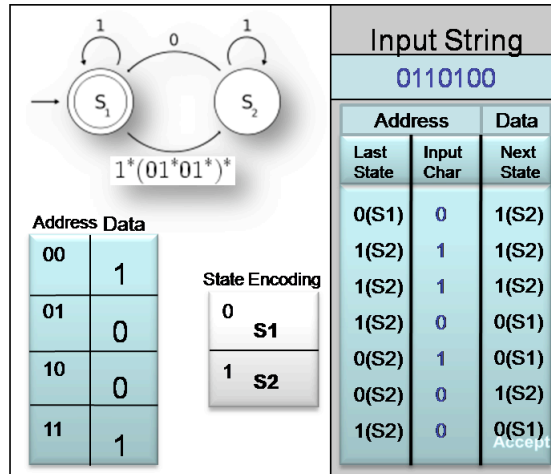 1
0
1
S1
S2
1*(01*01*)*
Address Data
00 1
01 0
10 0
11 1
State Encoding
0 S1
1 S2
Input String
0110100
Address Data
Last State Input Char Next State
0(S1) 0 1(S2)
1(S2) 1 1(S2)
1(S2) 1 1(S2)
1(S2) 0 0(S1)
0(S2) 1 0(S1)
0(S2) 0 1(S2)
1(S2) 0 0(S1)
Accept